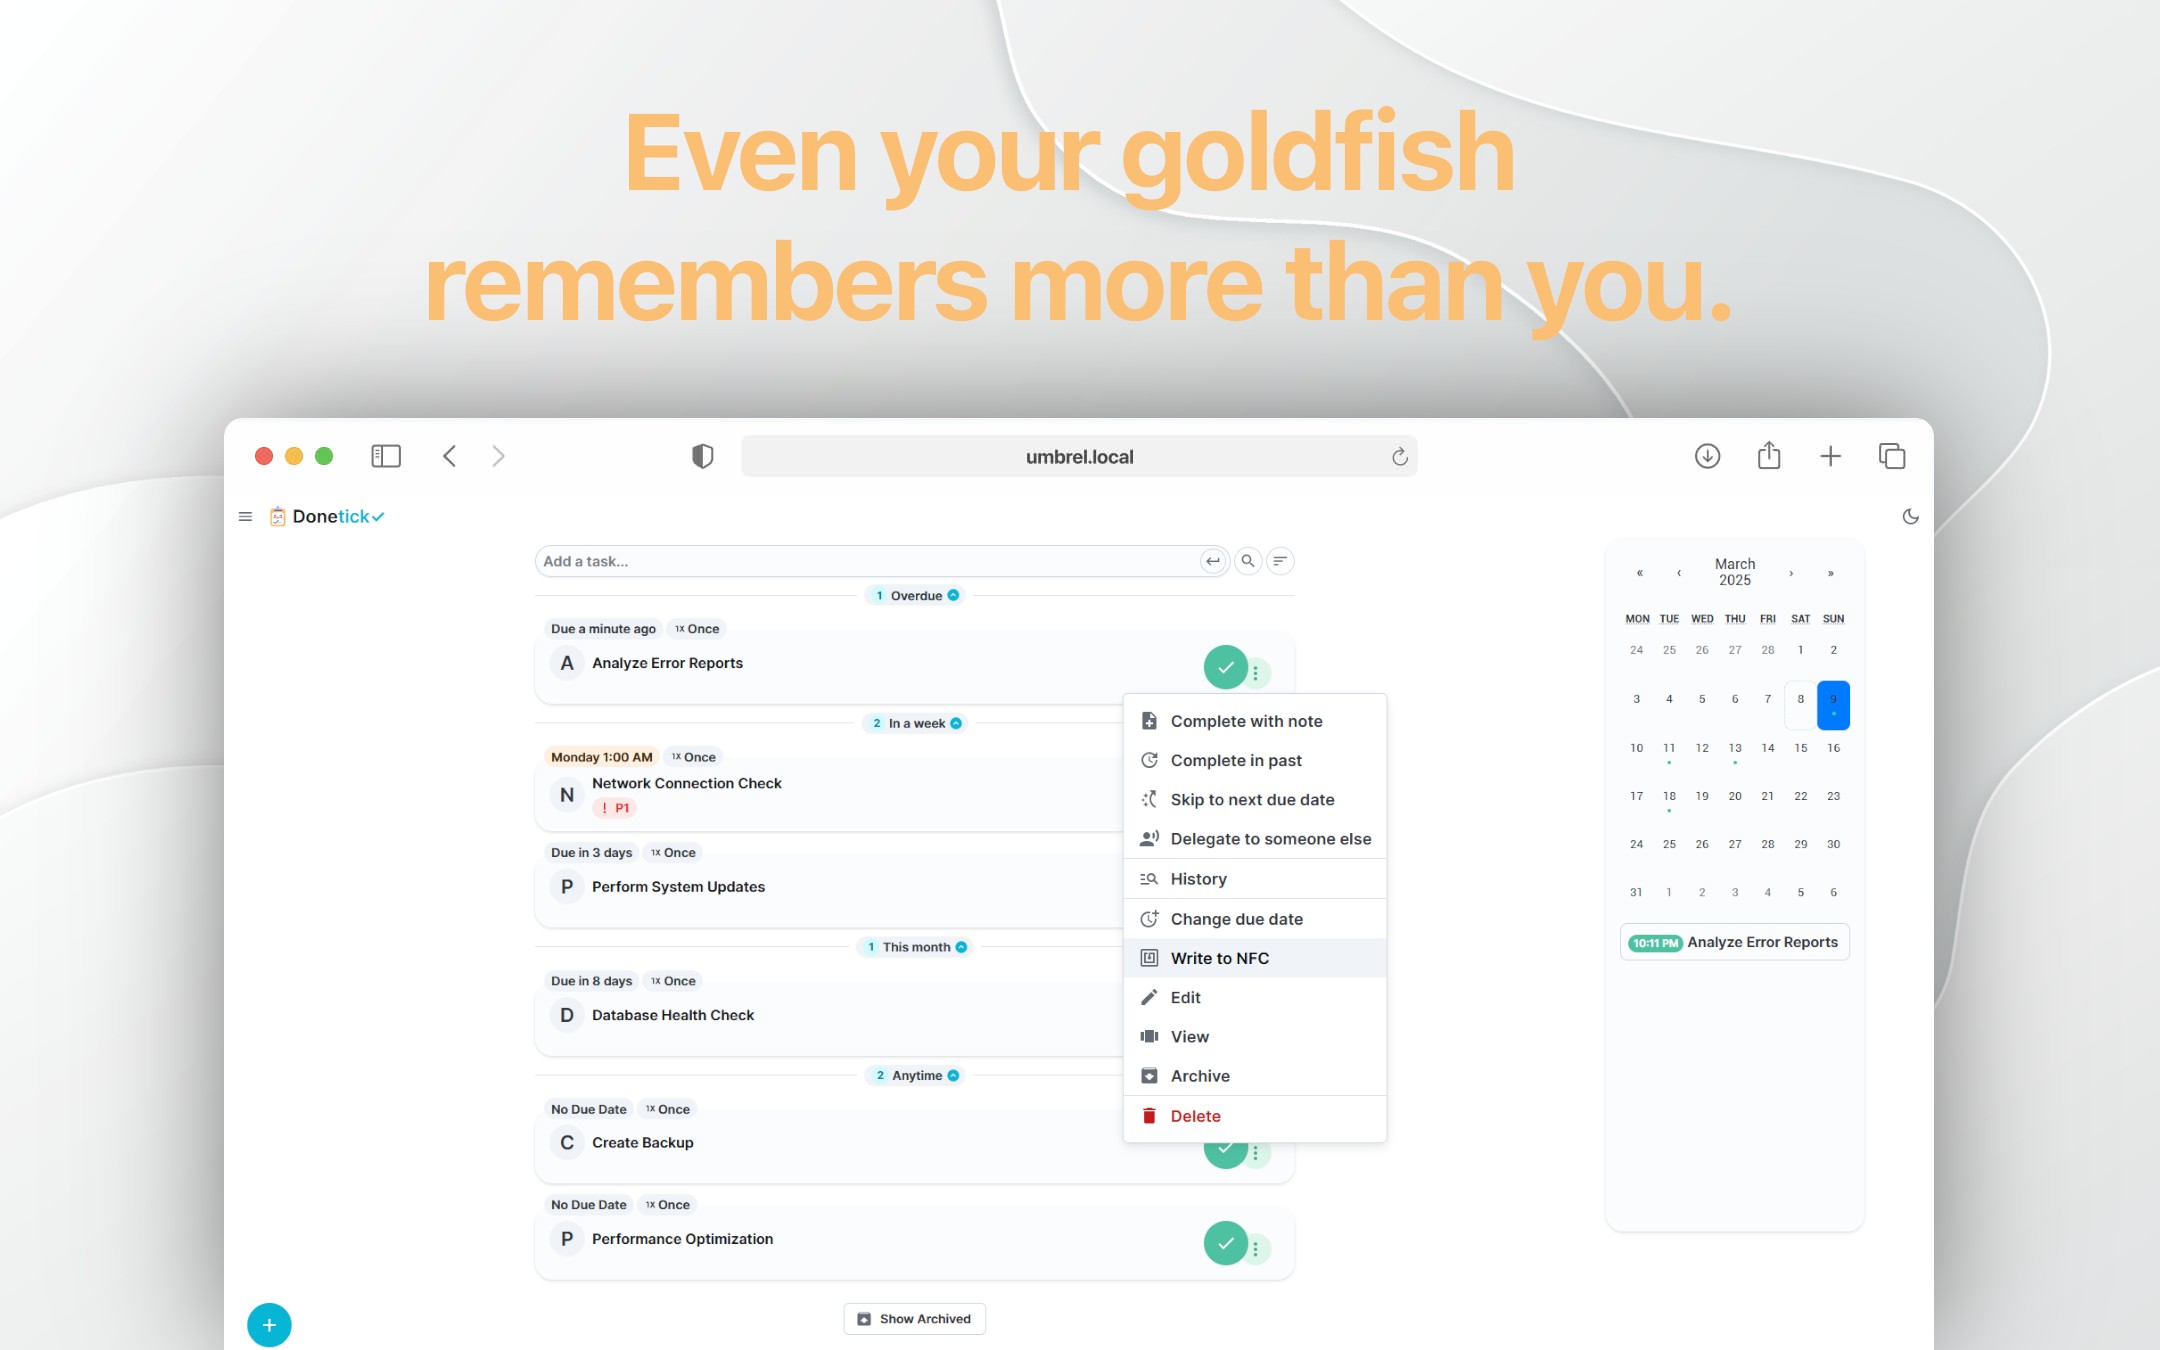 Even your goldfish
remembers more than you.
umbrel.local
Donetick
Add a task...
1 Overdue
Due a minute ago 1X Once
A Analyze Error Reports
2 In a week
Monday 1:00 AM 1X Once
N Network Connection Check
! P1
Due in 3 days 1X Once
P Perform System Updates
1 This month
Due in 8 days 1X Once
D Database Health Check
2 Anytime
No Due Date 1X Once
C Create Backup
No Due Date 1X Once
P Performance Optimization
Show Archived
Complete with note
Complete in past
Skip to next due date
Delegate to someone else
History
Change due date
Write to NFC
Edit
View
Archive
Delete
« ‹ March › »
2025
MON TUE WED THU FRI SAT SUN
24 25 26 27 28 1 2
3 4 5 6 7 8 9
10 11 12 13 14 15 16
17 18 19 20 21 22 23
24 25 26 27 28 29 30
31 1 2 3 4 5 6
10:11 PM Analyze Error Reports